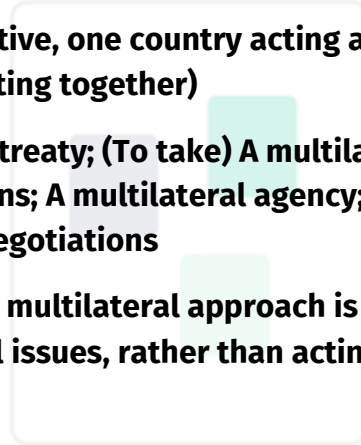 tive, one country acting a
ting together)
treaty; (To take) A multila
ns; A multilateral agency;
egotiations
multilateral approach is
l issues, rather than actin